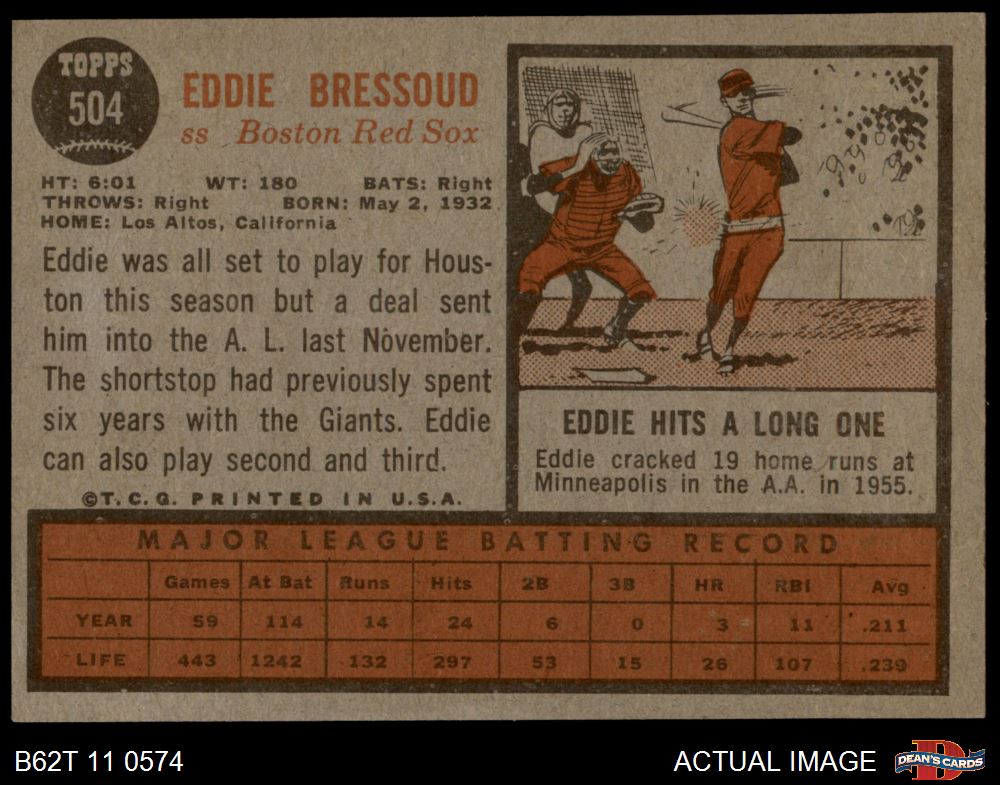 TOPPS
504
EDDIE BRESSOUD
ss Boston Red Sox
HT: 6:01 WT: 180 BATS: Right
THROWS: Right BORN: May 2, 1932
HOME: Los Altos, California
Eddie was all set to play for Hous-
ton this season but a deal sent
him into the A. L. last November.
The shortstop had previously spent
six years with the Giants. Eddie
can also play second and third.
©T.C.G. PRINTED IN U.S.A.
EDDIE HITS A LONG ONE
Eddie cracked 19 home runs at
Minneapolis in the A.A. in 1955.
MAJOR LEAGUE BATTING RECORD
Games At Bat Runs Hits 2B 3B HR RBI Avg
YEAR 59 114 14 24 6 0 3 11 .211
LIFE 443 1242 132 297 53 15 26 107 .239
B62T 11 0574
ACTUAL IMAGE
DEAN'S CARDS